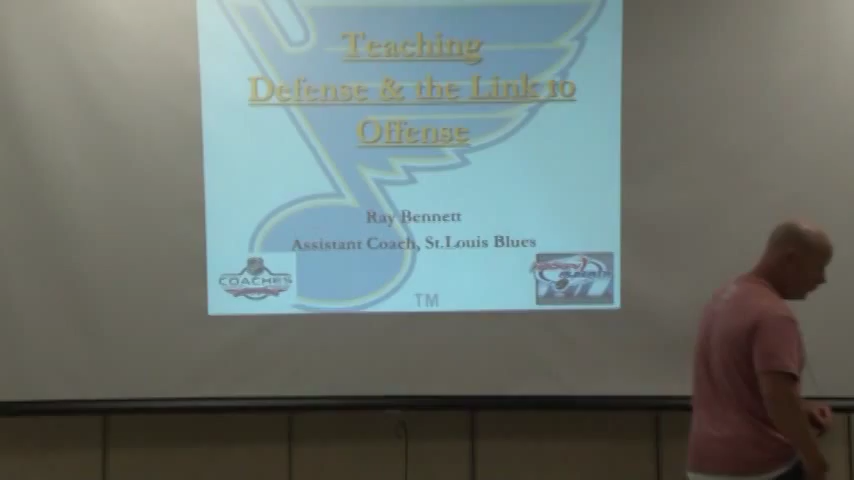 Teaching
Defense & the Link to
Offense
Ray Bennett
Assistant Coach, St.Louis Blues
COACHES
TM